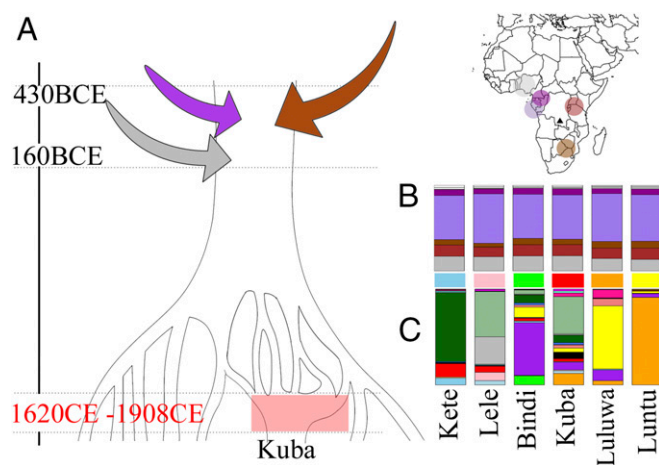 A
430BCE
160BCE
1620CE -1908CE
Kuba
B
C
Kete
Lele
Bindi
Kuba
Luluwa
Luntu